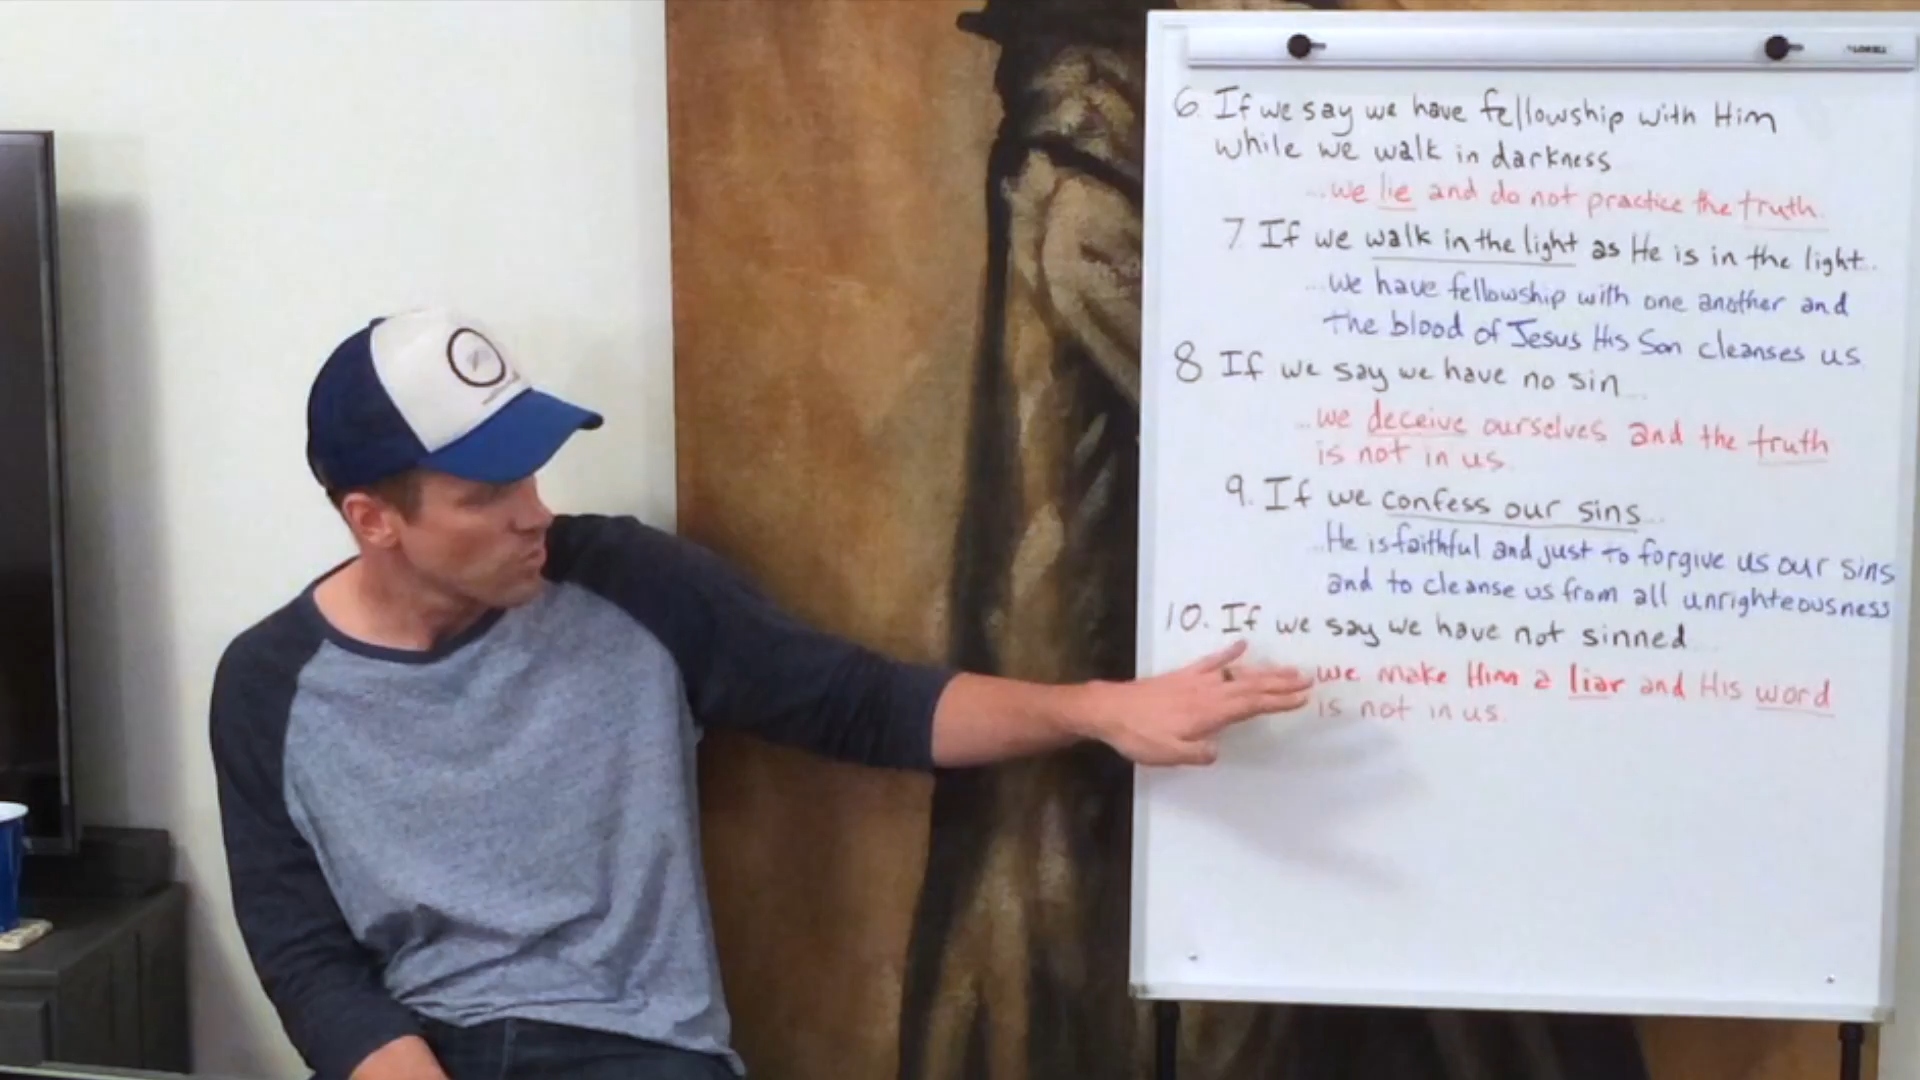 6. If we say we have fellowship with Him
while we walk in darkness
...we lie and do not practice the truth.
7 If we walk in the light as He is in the light...
...we have fellowship with one another and
the blood of Jesus His Son cleanses us
8 If we say we have no sin...
...we deceive ourselves and the truth
is not in us.
9. If we confess our sins...
...He is faithful and just to forgive us our sins
and to cleanse us from all unrighteousness
10. If we say we have not sinned...
we make Him a liar and His word
is not in us.